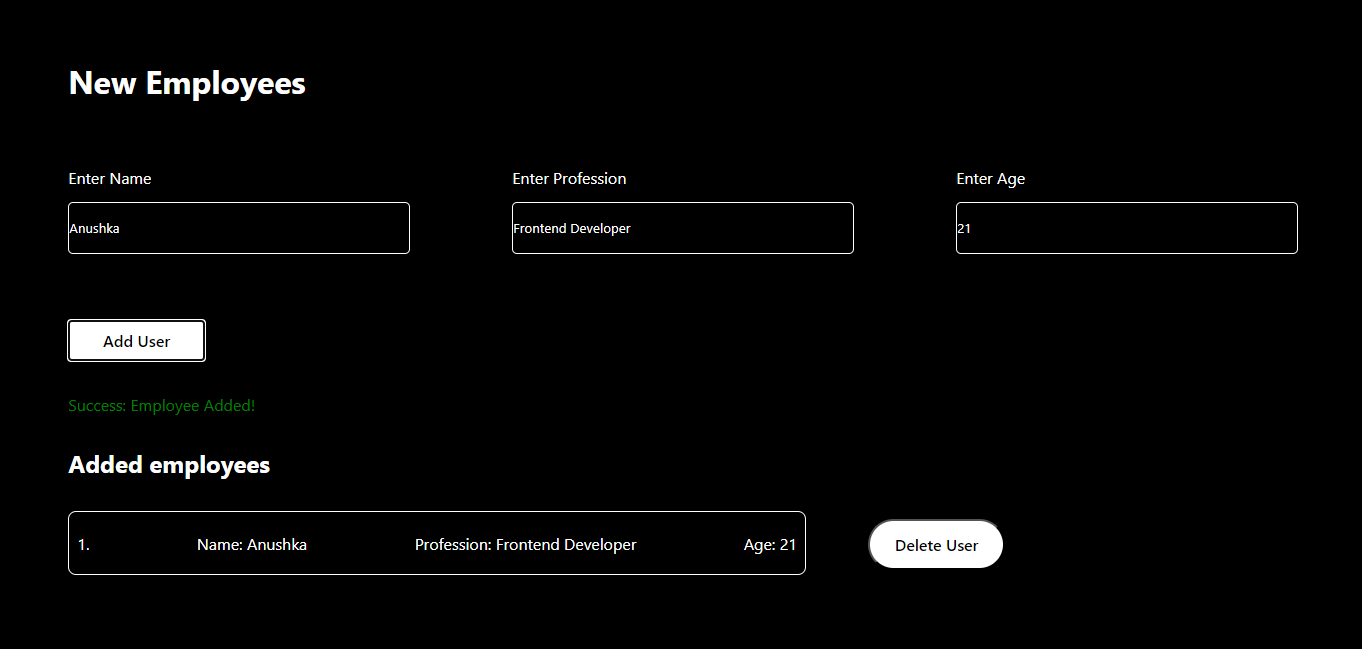 New Employees
Enter Name Enter Profession Enter Age
Anushka Frontend Developer 21
Add User
Success: Employee Added!
Added employees
1. Name: Anushka Profession: Frontend Developer Age: 21 Delete User